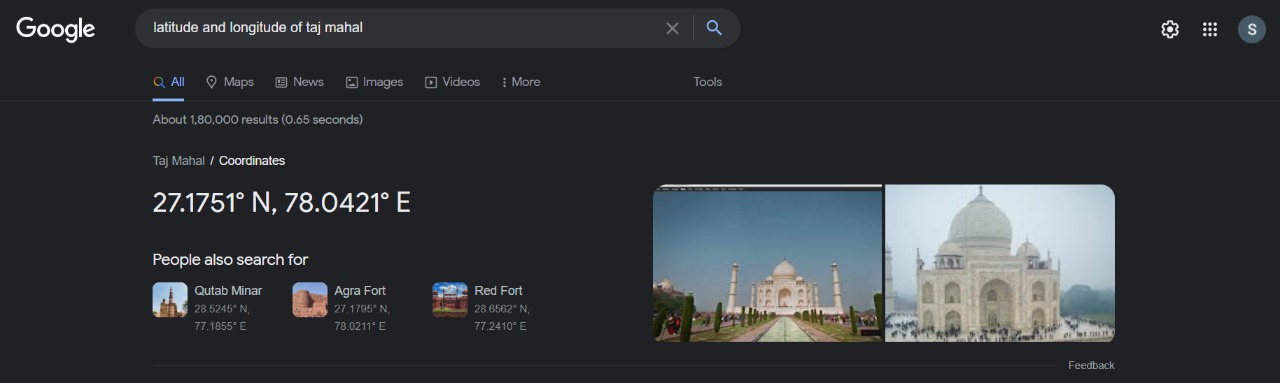 Google
latitude and longitude of taj mahal
S
All
Maps
News
Images
Videos
More
Tools
About 1,80,000 results (0.65 seconds)
Taj Mahal / Coordinates
27.1751° N, 78.0421° E
People also search for
Qutab Minar
28.5245° N,
77.1855° E
Agra Fort
27.1795° N,
78.0211° E
Red Fort
28.6562° N,
77.2410° E
Feedback